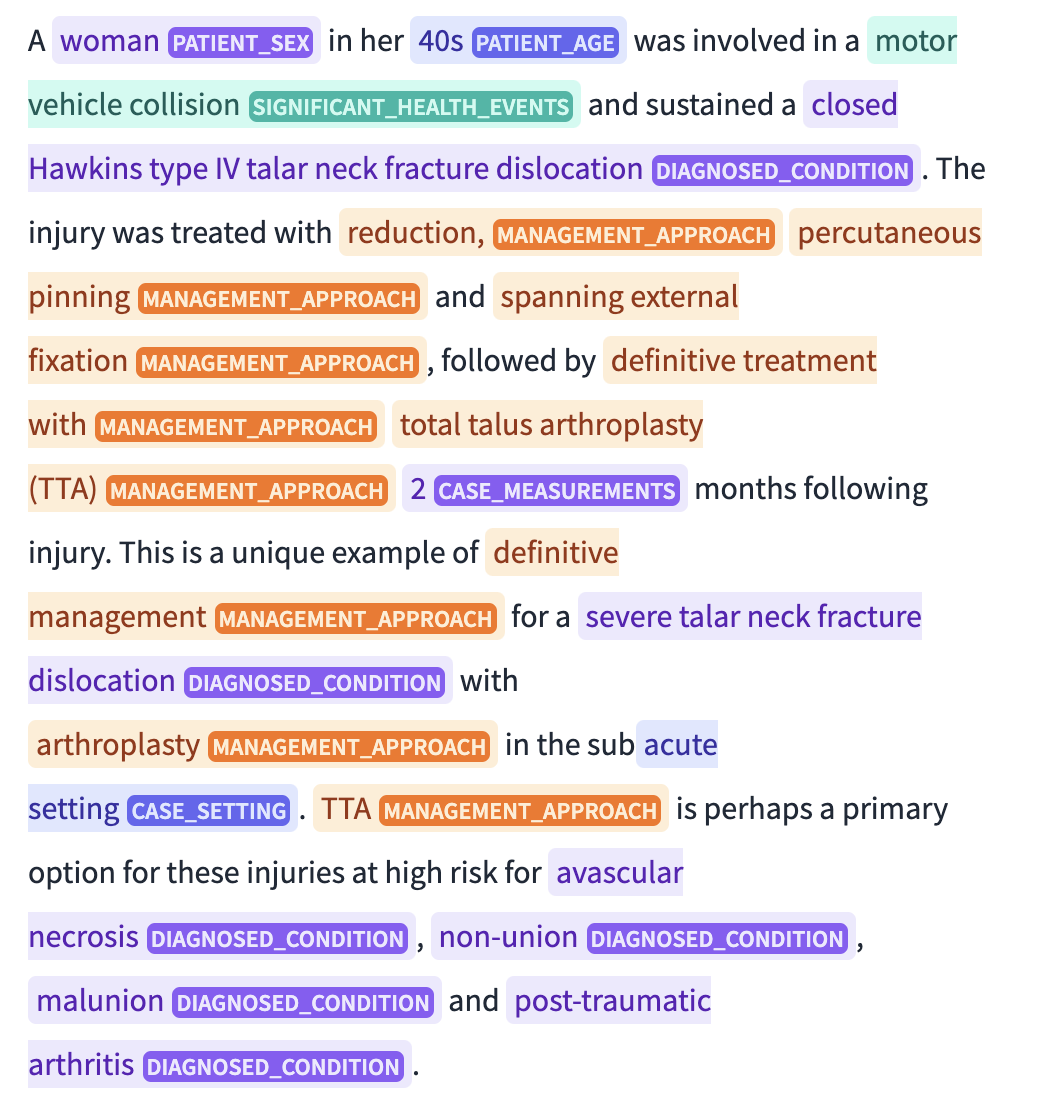 A woman PATIENT_SEX in her 40s PATIENT_AGE was involved in a motor
vehicle collision SIGNIFICANT_HEALTH_EVENTS and sustained a closed
Hawkins type IV talar neck fracture dislocation DIAGNOSED_CONDITION . The
injury was treated with reduction, MANAGEMENT_APPROACH percutaneous
pinning MANAGEMENT_APPROACH and spanning external
fixation MANAGEMENT_APPROACH , followed by definitive treatment
with MANAGEMENT_APPROACH total talus arthroplasty
(TTA) MANAGEMENT_APPROACH 2 CASE_MEASUREMENTS months following
injury. This is a unique example of definitive
management MANAGEMENT_APPROACH for a severe talar neck fracture
dislocation DIAGNOSED_CONDITION with
arthroplasty MANAGEMENT_APPROACH in the sub acute
setting CASE_SETTING . TTA MANAGEMENT_APPROACH is perhaps a primary
option for these injuries at high risk for avascular
necrosis DIAGNOSED_CONDITION , non-union DIAGNOSED_CONDITION ,
malunion DIAGNOSED_CONDITION and post-traumatic
arthritis DIAGNOSED_CONDITION .